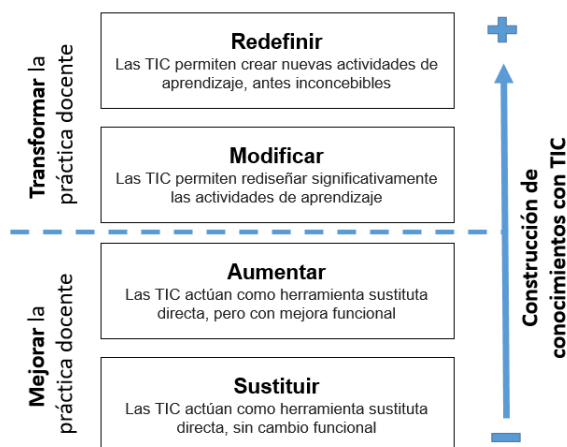 Transformar la
práctica docente
Redefinir
Las TIC permiten crear nuevas actividades de
aprendizaje, antes inconcebibles
Modificar
Las TIC permiten rediseñar significativamente
las actividades de aprendizaje
Mejorar la
práctica docente
Aumentar
Las TIC actúan como herramienta sustituta
directa, pero con mejora funcional
Sustituir
Las TIC actúan como herramienta sustituta
directa, sin cambio funcional
Construcción de
conocimientos con TIC